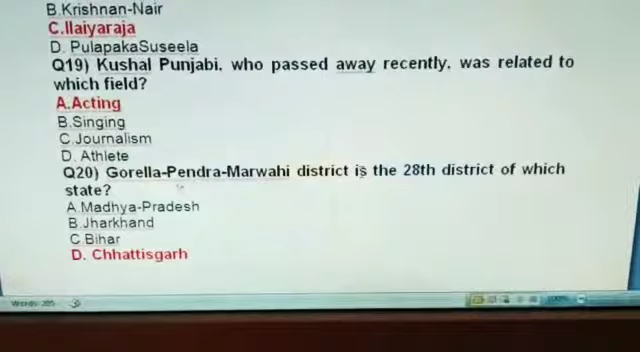 B.Krishnan-Nair
C.Ilaiyaraja
D. PulapakaSuseela
Q19) Kushal Punjabi, who passed away recently, was related to
which field?
A.Acting
B.Singing
C.Journalism
D. Athlete
Q20) Gorella-Pendra-Marwahi district is the 28th district of which
state?
A.Madhya-Pradesh
B.Jharkhand
C.Bihar
D. Chhattisgarh